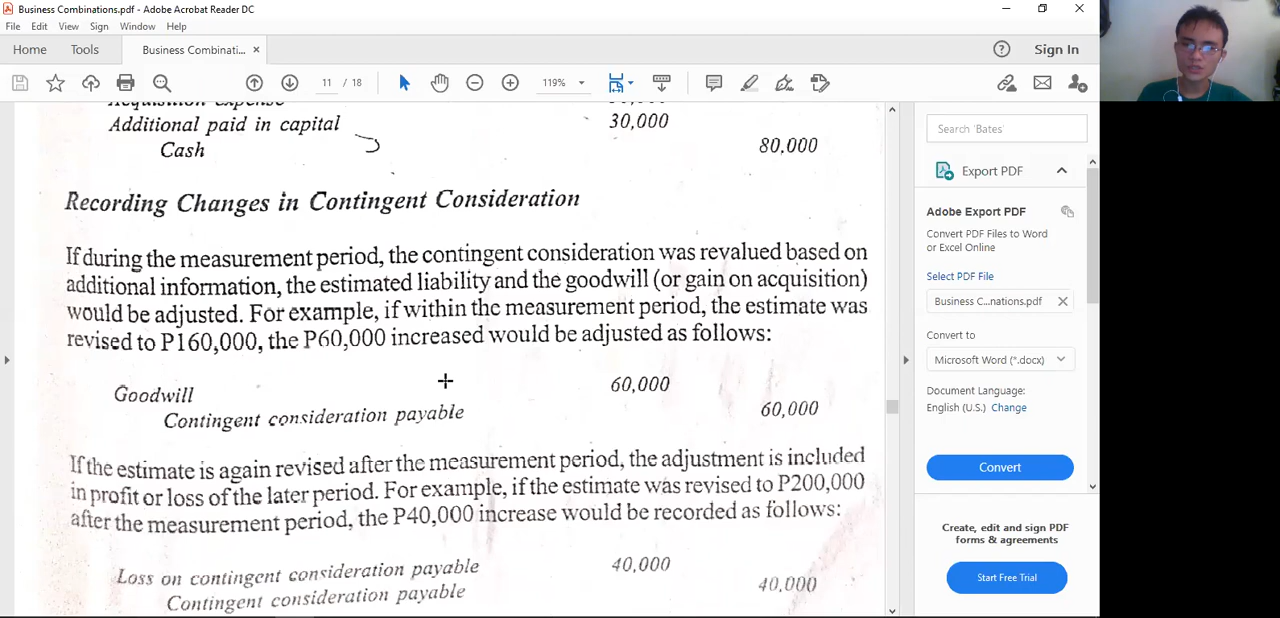 Business Combinations.pdf - Adobe Acrobat Reader DC
File Edit View Sign Window Help
Home Tools Business Combinati... × Sign In
11 / 18 119%
Acquisition expense
Additional paid in capital 30,000
Cash 80,000
Recording Changes in Contingent Consideration
If during the measurement period, the contingent consideration was revalued based on
additional information, the estimated liability and the goodwill (or gain on acquisition)
would be adjusted. For example, if within the measurement period, the estimate was
revised to P160,000, the P60,000 increased would be adjusted as follows:
Goodwill 60,000
Contingent consideration payable 60,000
If the estimate is again revised after the measurement period, the adjustment is included
in profit or loss of the later period. For example, if the estimate was revised to P200,000
after the measurement period, the P40,000 increase would be recorded as follows:
Loss on contingent consideration payable 40,000
Contingent consideration payable 40,000
Search 'Bates'
Export PDF
Adobe Export PDF
Convert PDF Files to Word
or Excel Online
Select PDF File
Business C...nations.pdf
Convert to
Microsoft Word (*.docx)
Document Language:
English (U.S.) Change
Convert
Create, edit and sign PDF
forms & agreements
Start Free Trial